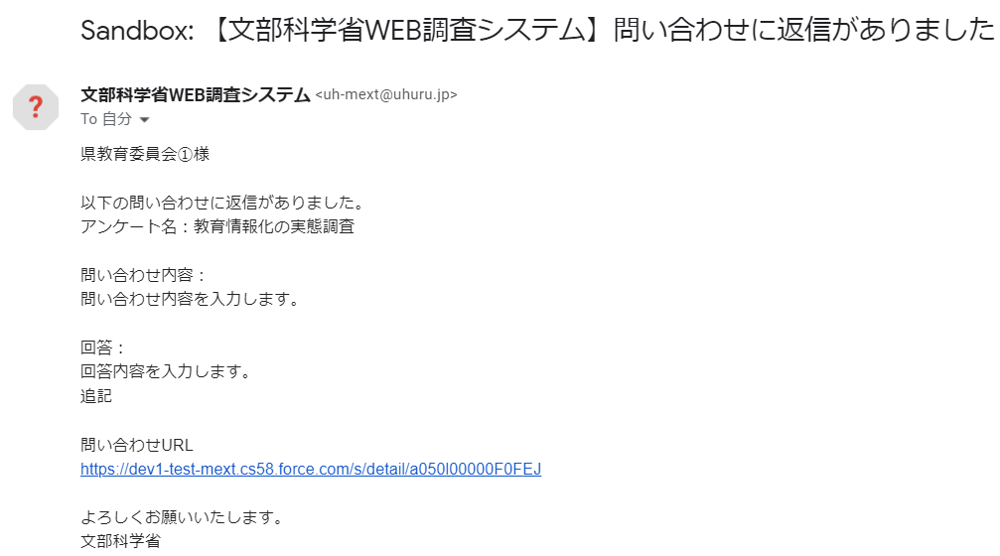 Sandbox: 【文部科学省WEB調査システム】問い合わせに返信がありました
?
文部科学省WEB調査システム <uh-mext@uhuru.jp>
To 自分
県教育委員会①様
以下の問い合わせに返信がありました。
アンケート名：教育情報化の実態調査
問い合わせ内容：
問い合わせ内容を入力します。
回答：
回答内容を入力します。
追記
問い合わせURL
https://dev1-test-mext.cs58.force.com/s/detail/a050l00000F0FEJ
よろしくお願いいたします。
文部科学省